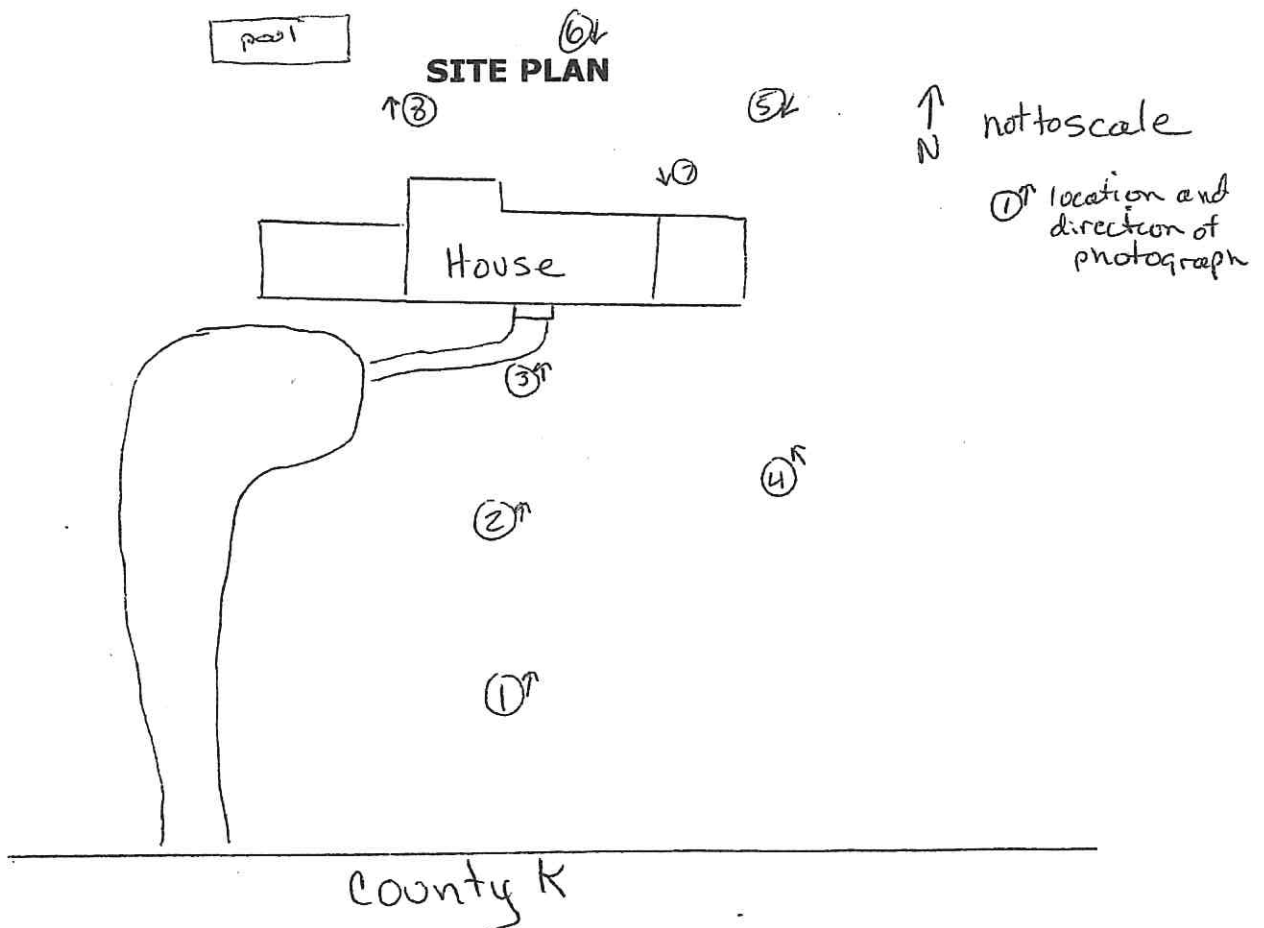 pool
⑥↓
SITE PLAN
↑⑧
⑤↙
↑
N
not to scale
↓⑦
①↑ location and
direction of
photograph
House
③↑
④↖
②↑
①↑
County K